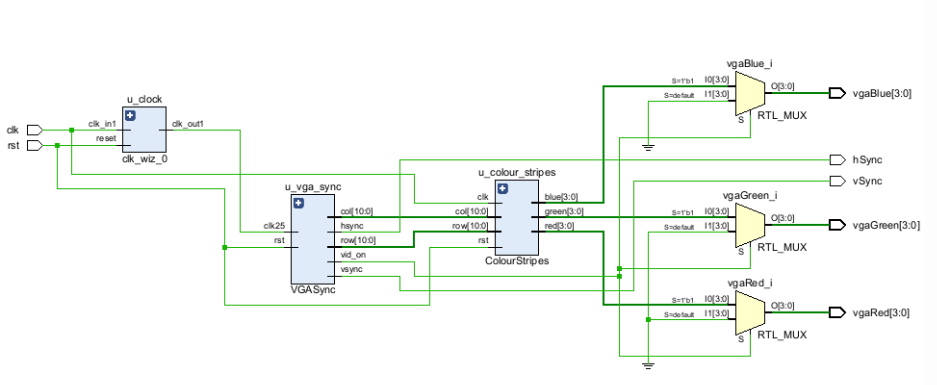 vgaBlue_i
S=1'b1 I0[3:0]
S=default I1[3:0]
O[3:0]
vgaBlue[3:0]
S
RTL_MUX
u_clock
clk
clk_in1
clk_out1
rst
reset
clk_wiz_0
hSync
vSync
u_vga_sync
clk25
rst
col[10:0]
hsync
row[10:0]
vid_on
vsync
VGASync
u_colour_stripes
clk
col[10:0]
row[10:0]
rst
blue[3:0]
green[3:0]
red[3:0]
ColourStripes
vgaGreen_i
S=1'b1 I0[3:0]
S=default I1[3:0]
O[3:0]
vgaGreen[3:0]
S
RTL_MUX
vgaRed_i
S=1'b1 I0[3:0]
S=default I1[3:0]
O[3:0]
vgaRed[3:0]
S
RTL_MUX